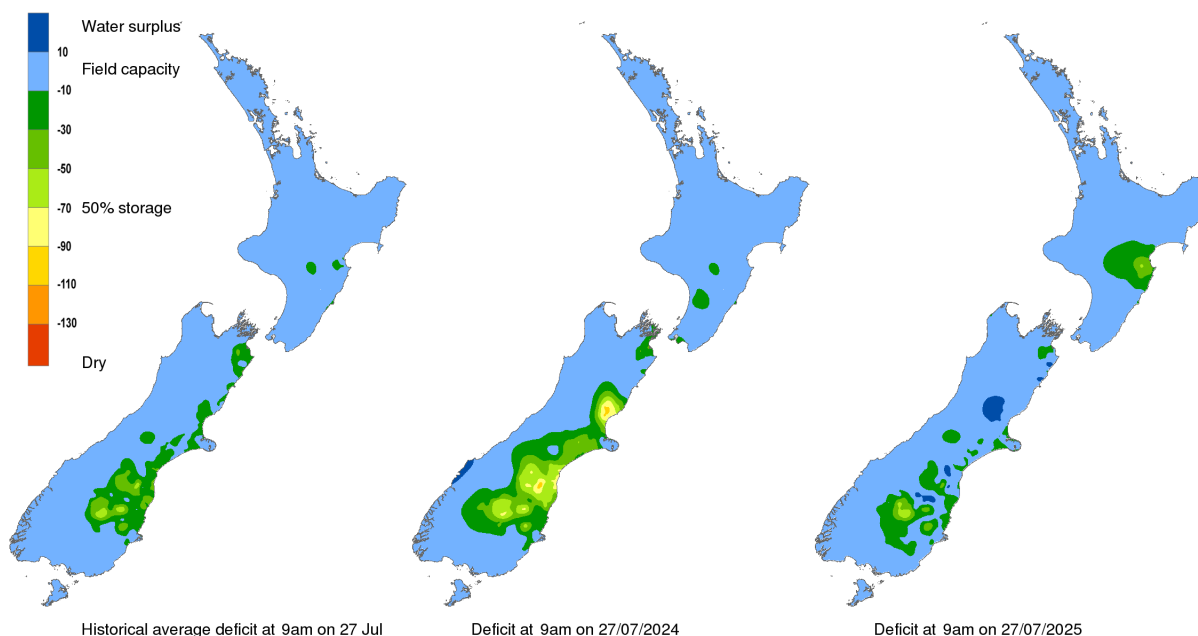 Water surplus
10
Field capacity
-10
-30
-50
-70
50% storage
-90
-110
-130
Dry
Historical average deficit at 9am on 27 Jul
Deficit at 9am on 27/07/2024
Deficit at 9am on 27/07/2025